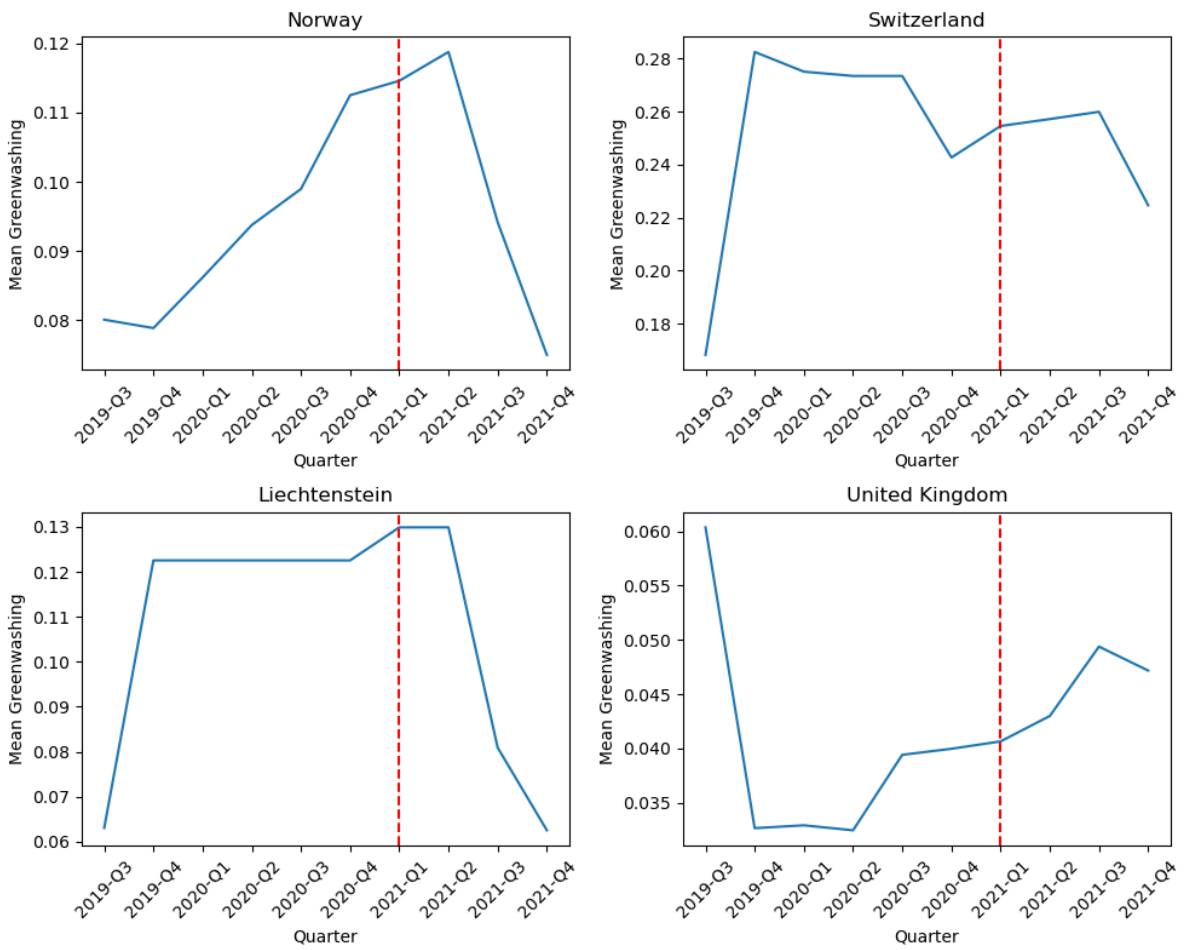 Norway
Mean Greenwashing
0.12
0.11
0.10
0.09
0.08
2019-Q3
2019-Q4
2020-Q1
2020-Q2
2020-Q3
2020-Q4
2021-Q1
2021-Q2
2021-Q3
2021-Q4
Quarter
Switzerland
Mean Greenwashing
0.28
0.26
0.24
0.22
0.20
0.18
2019-Q3
2019-Q4
2020-Q1
2020-Q2
2020-Q3
2020-Q4
2021-Q1
2021-Q2
2021-Q3
2021-Q4
Quarter
Liechtenstein
Mean Greenwashing
0.13
0.12
0.11
0.10
0.09
0.08
0.07
0.06
2019-Q3
2019-Q4
2020-Q1
2020-Q2
2020-Q3
2020-Q4
2021-Q1
2021-Q2
2021-Q3
2021-Q4
Quarter
United Kingdom
Mean Greenwashing
0.060
0.055
0.050
0.045
0.040
0.035
2019-Q3
2019-Q4
2020-Q1
2020-Q2
2020-Q3
2020-Q4
2021-Q1
2021-Q2
2021-Q3
2021-Q4
Quarter